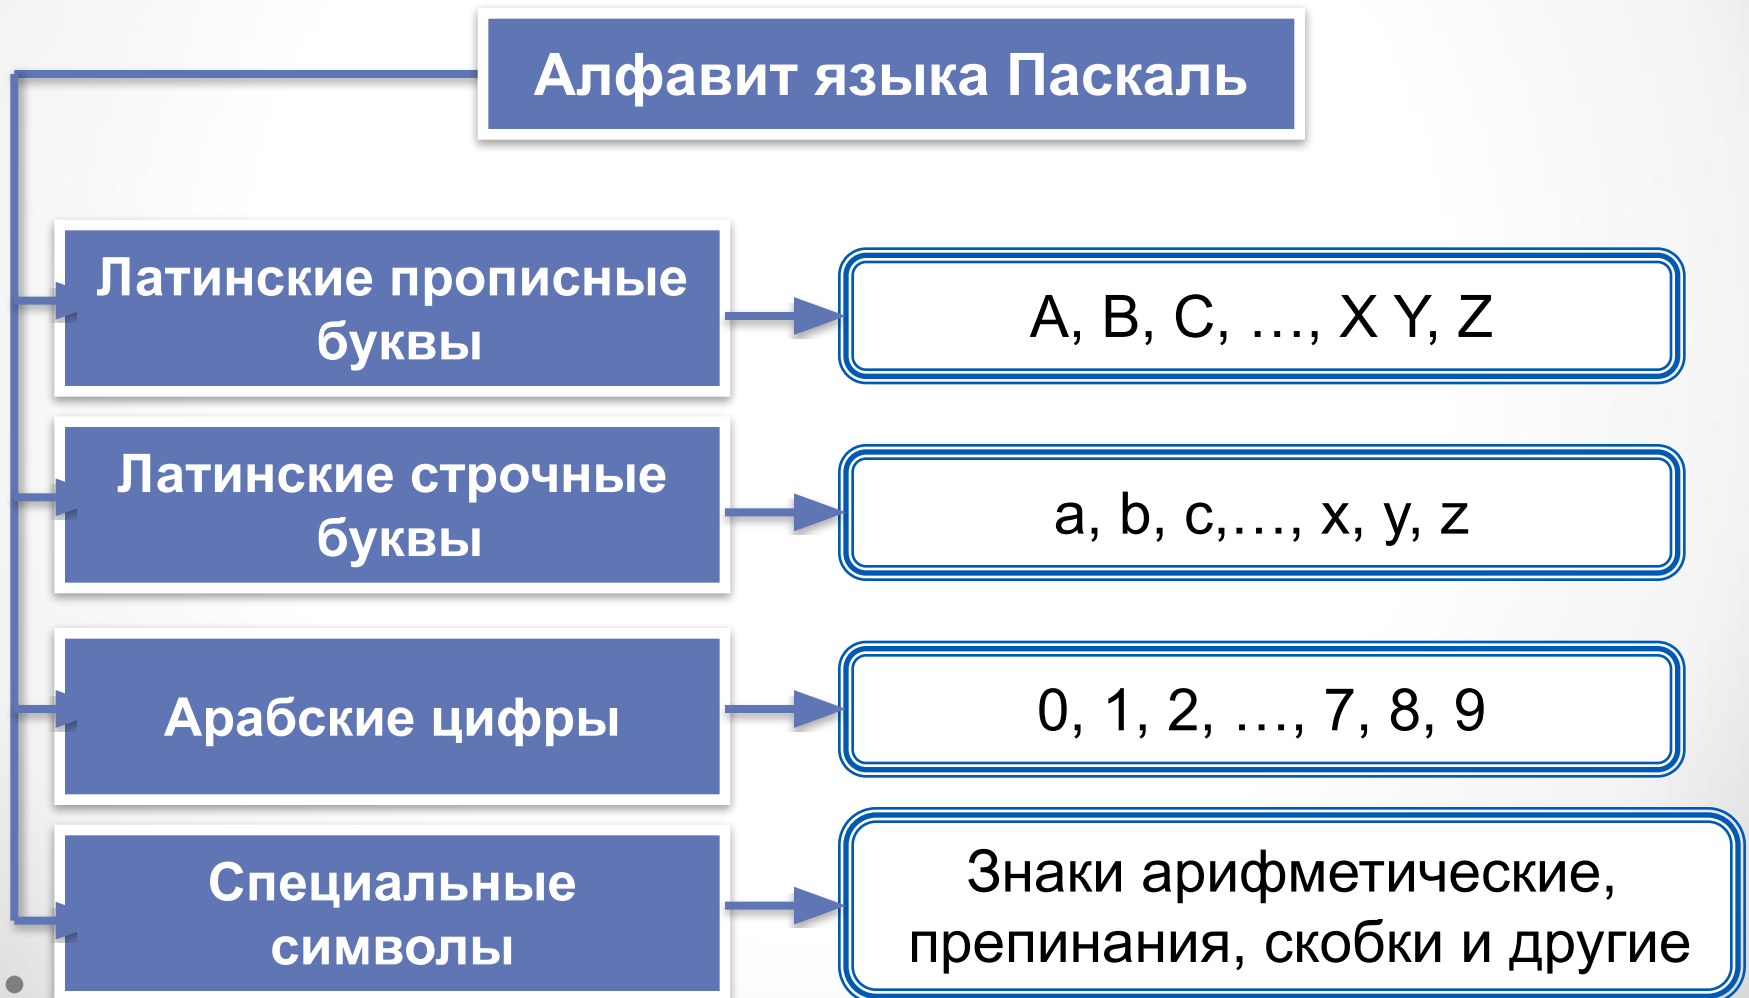 Алфавит языка Паскаль
Латинские прописные
буквы
A, B, C, …, X Y, Z
Латинские строчные
буквы
a, b, c,…, x, y, z
Арабские цифры
0, 1, 2, …, 7, 8, 9
Специальные
символы
Знаки арифметические,
препинания, скобки и другие